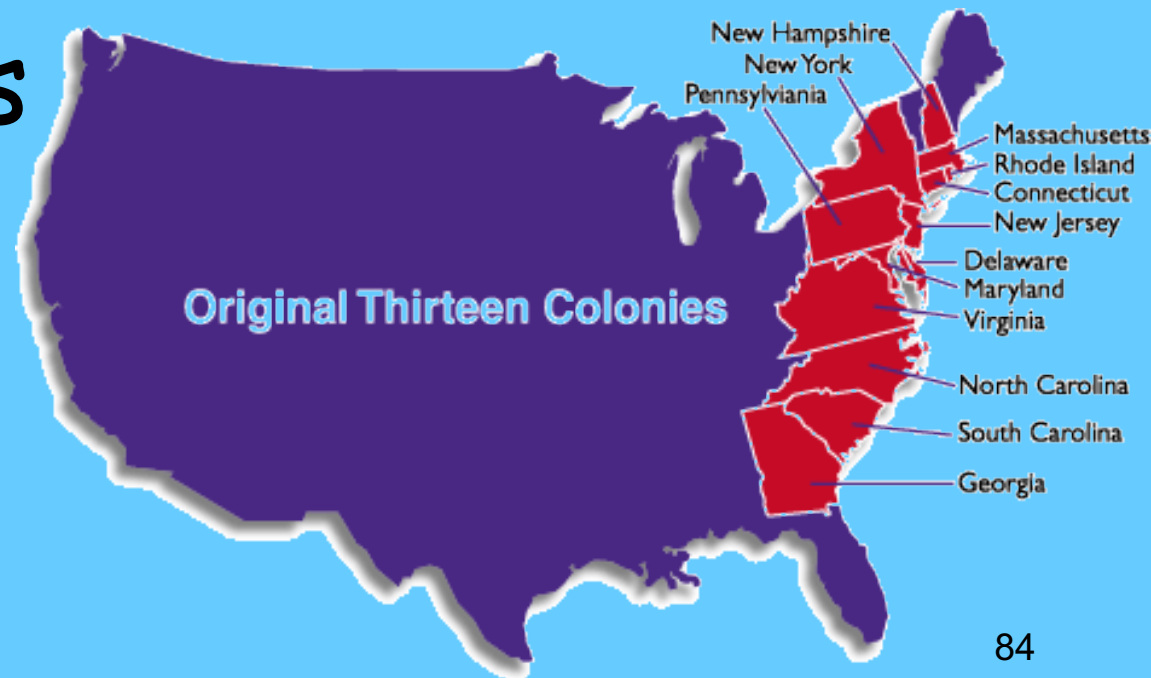 s
New Hampshire
New York
Pennsylviania
Massachusetts
Rhode Island
Connecticut
New Jersey
Delaware
Maryland
Original Thirteen Colonies
Virginia
North Carolina
South Carolina
Georgia
84